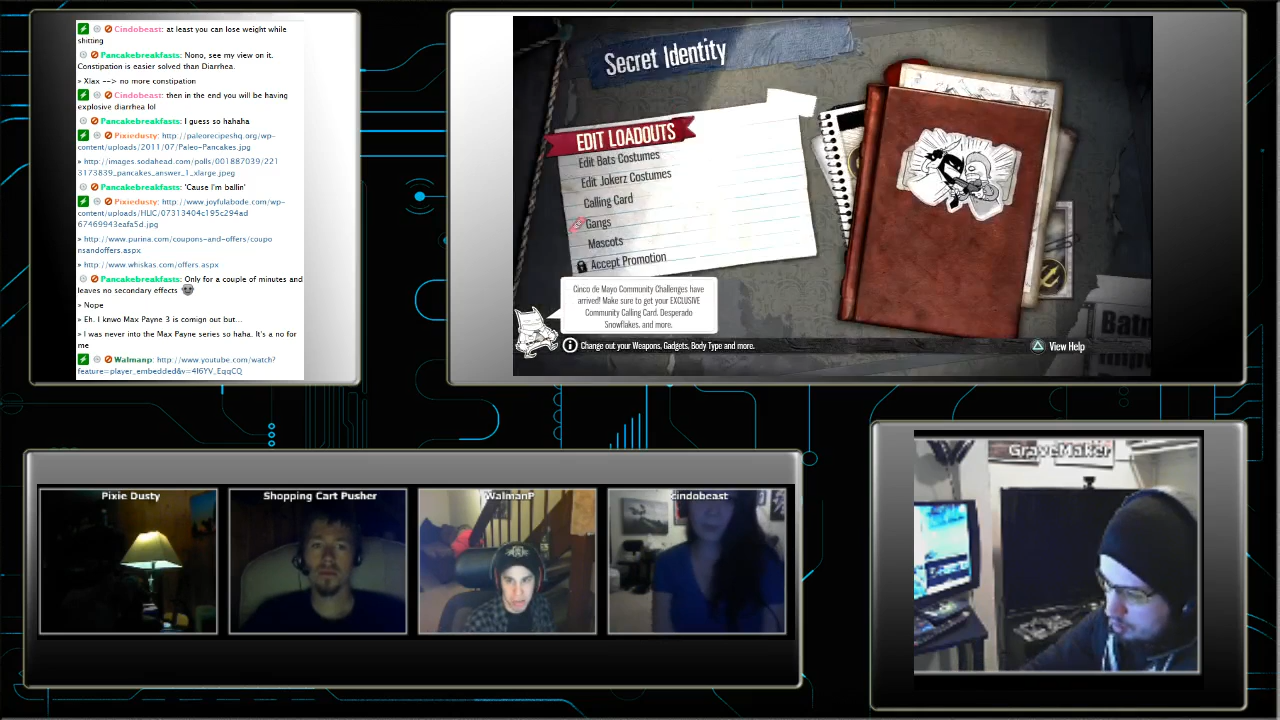 Cindobeast: at least you can lose weight while
shitting
Pancakebreakfasts: Nono, see my view on it.
Constipation is easier solved than Diarrhea.
» Xlax --> no more constipation
Cindobeast: then in the end you will be having
explosive diarrhea lol
Pancakebreakfasts: I guess so hahaha
Pixiedusty: http://paleorecipeshq.org/wp-
content/uploads/2011/07/Paleo-Pancakes.jpg
» http://images.sodahead.com/polls/001887039/221
3173839_pancakes_answer_1_xlarge.jpeg
Pancakebreakfasts: 'Cause I'm ballin'
Pixiedusty: http://www.joyfulabode.com/wp-
content/uploads/HLIC/07313404c195c294ad
67469943eafa5d.jpg
» http://www.purina.com/coupons-and-offers/coupo
nsandoffers.aspx
» http://www.whiskas.com/offers.aspx
Pancakebreakfasts: Only for a couple of minutes and
leaves no secondary effects
» Nope
» Eh. I knwo Max Payne 3 is comign out but...
» I was never into the Max Payne series so haha. It's a no for
me
Walmanp: http://www.youtube.com/watch?
feature=player_embedded&v=4I6YV_EqqCQ
Secret Identity
EDIT LOADOUTS
Edit Bats Costumes
Edit Jokerz Costumes
Calling Card
Gangs
Mascots
Accept Promotion
Cinco de Mayo Community Challenges have
arrived! Make sure to get your EXCLUSIVE
Community Calling Card, Desperado
Snowflakes, and more.
Change out your Weapons, Gadgets, Body Type and more.
View Help
Batm
Pixie Dusty
Shopping Cart Pusher
WalmanP
cindobeast
GraveMaker